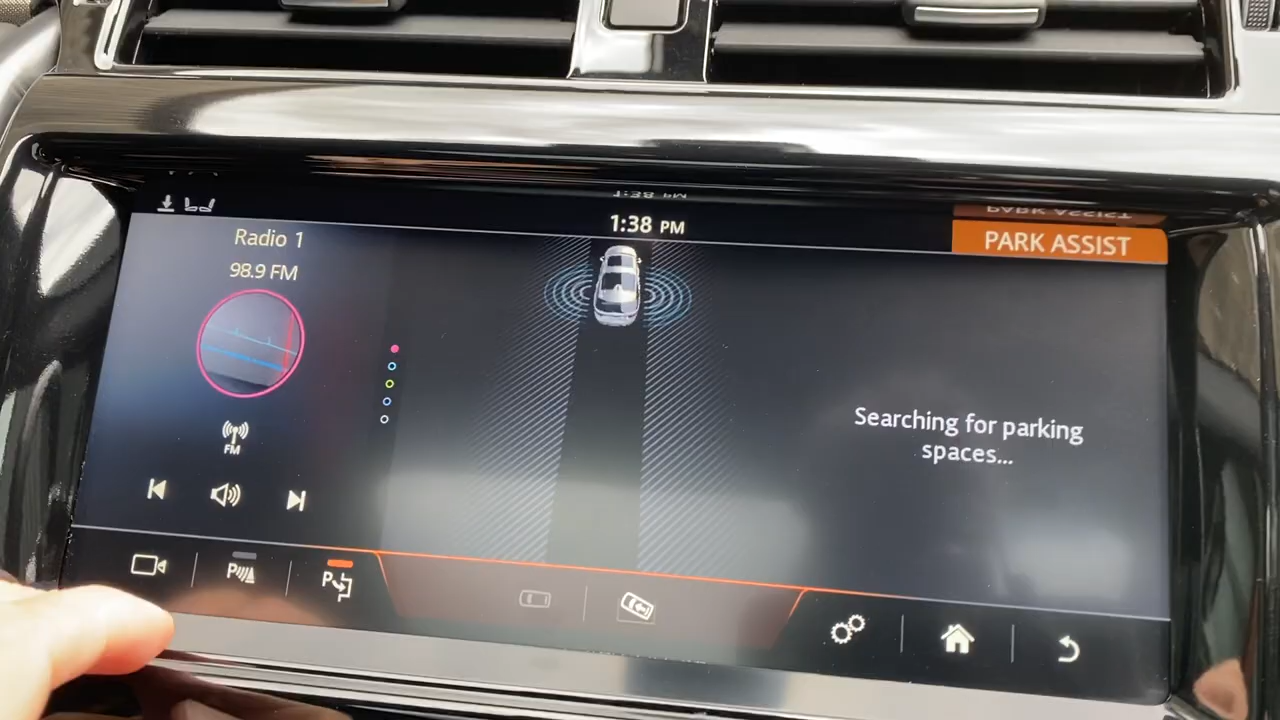 1:38 PM
PARK ASSIST
Radio 1
98.9 FM
FM
Searching for parking
spaces...
P
P